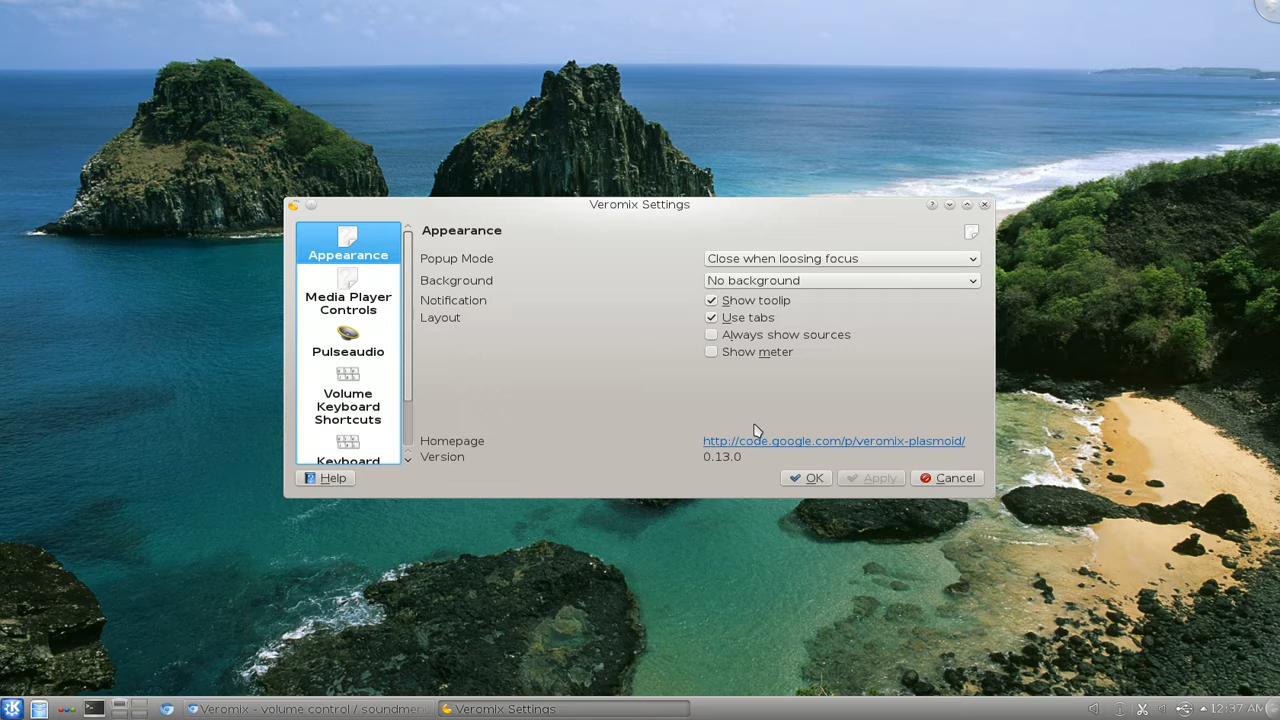 Veromix Settings
Appearance
Media Player
Controls
Pulseaudio
Volume
Keyboard
Shortcuts
Keyboard
Appearance
Popup Mode
Close when loosing focus
Background
No background
Notification
Show toolip
Layout
Use tabs
Always show sources
Show meter
Homepage
http://code.google.com/p/veromix-plasmoid/
Version
0.13.0
Help
OK
Apply
Cancel
Veromix - volume control / soundmen
Veromix Settings
12:37 AM